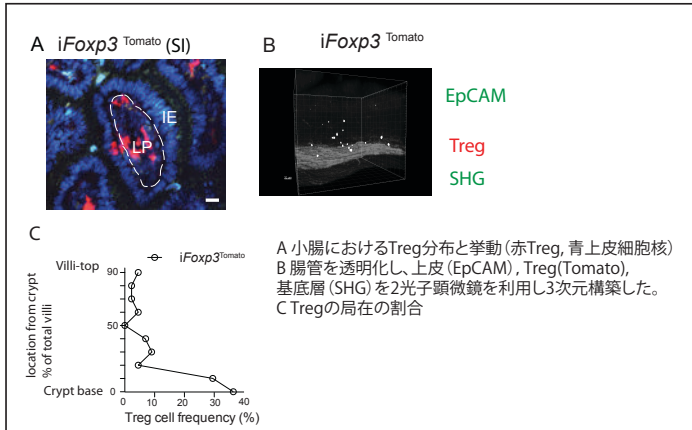 A iFoxp3 Tomato (SI)
IE
LP
B iFoxp3 Tomato
EpCAM
Treg
SHG
C
iFoxp3Tomato
Villi-top
90
50
Crypt base 0
location from crypt
% of total villi
0 10 20 30 40
Treg cell frequency (%)
A 小腸におけるTreg分布と挙動(赤Treg, 青上皮細胞核)
B 腸管を透明化し、上皮(EpCAM), Treg(Tomato),
基底層(SHG)を2光子顕微鏡を利用し3次元構築した。
C Tregの局在の割合